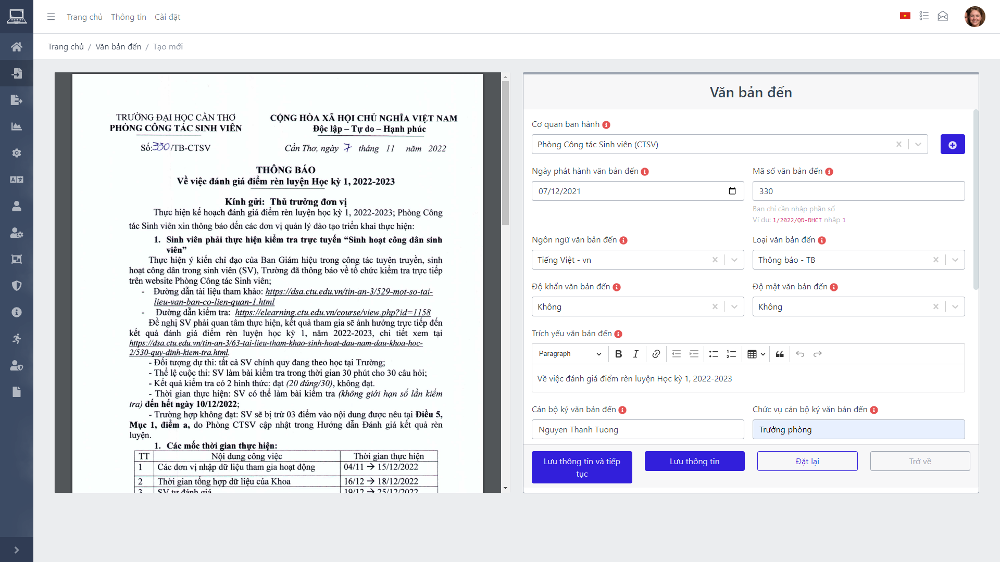 Trang chủ Thông tin Cài đặt
Trang chủ / Văn bản đến / Tạo mới
TRƯỜNG ĐẠI HỌC CẦN THƠ
PHÒNG CÔNG TÁC SINH VIÊN
CỘNG HÒA XÃ HỘI CHỦ NGHĨA VIỆT NAM
Độc lập – Tự do – Hạnh phúc
Số:330/TB-CTSV
Cần Thơ, ngày 7 tháng 11 năm 2022
THÔNG BÁO
Về việc đánh giá điểm rèn luyện Học kỳ 1, 2022-2023
Kính gửi: Thủ trưởng đơn vị
Thực hiện kế hoạch đánh giá điểm rèn luyện học kỳ 1, 2022-2023; Phòng Công
tác Sinh viên xin thông báo đến các đơn vị quản lý đào tạo triển khai thực hiện:
1. Sinh viên phải thực hiện kiểm tra trực tuyến “Sinh hoạt công dân sinh
viên”
Thực hiện ý kiến chỉ đạo của Ban Giám hiệu trong công tác tuyên truyền, sinh
hoạt công dân trong sinh viên (SV), Trường đã thông báo về tổ chức kiểm tra trực tiếp
trên website Phòng Công tác Sinh viên;
- Đường dẫn tài liệu tham khảo: https://dsa.ctu.edu.vn/tin-an-3/529-mot-so-tai-
lieu-van-ban-co-lien-quan-1.html
- Đường dẫn kiểm tra: https://elearning.ctu.edu.vn/course/view.php?id=1158
Đề nghị SV phải quan tâm thực hiện, kết quả tham gia sẽ ảnh hưởng trực tiếp đến
kết quả đánh giá điểm rèn luyện học kỳ 1, năm 2022-2023, chi tiết xem tại
https://dsa.ctu.edu.vn/tin-an-3/63-tai-lieu-tham-khao-sinh-hoat-dau-nam-dau-khoa-hoc-
2/530-quy-dinh-kiem-tra.html.
- Đối tượng dự thi: tất cả SV chính quy đang theo học tại Trường;
- Thể lệ cuộc thi: SV làm bài kiểm tra trong thời gian 30 phút cho 30 câu hỏi;
- Kết quả kiểm tra có 2 hình thức: đạt (20 đúng/30), không đạt.
- Thời gian thực hiện: SV có thể làm bài kiểm tra (không giới hạn số lần kiểm
tra) đến hết ngày 10/12/2022;
- Trường hợp không đạt: SV sẽ bị trừ 03 điểm vào nội dung được nêu tại Điều 5,
Mục 1, điểm a, do Phòng CTSV cập nhật trong Hướng dẫn Đánh giá kết quả rèn
luyện.
1. Các mốc thời gian thực hiện:
TT Nội dung công việc Thời gian thực hiện
1 Các đơn vị nhập dữ liệu tham gia hoạt động 04/11 → 15/12/2022
2 Thời gian tổng hợp dữ liệu của Khoa 16/12 → 18/12/2022
3 SV tự đánh giá 19/12 → 25/12/2022
Văn bản đến
Cơ quan ban hành
Phòng Công tác Sinh viên (CTSV)
Ngày phát hành văn bản đến
07/12/2021
Mã số văn bản đến
330
Bạn chỉ cần nhập phần số
Ví dụ: 1/2022/QĐ-ĐHCT nhập 1
Ngôn ngữ văn bản đến
Tiếng Việt - vn
Loại văn bản đến
Thông báo - TB
Độ khẩn văn bản đến
Không
Độ mật văn bản đến
Không
Trích yếu văn bản đến
Paragraph
Về việc đánh giá điểm rèn luyện Học kỳ 1, 2022-2023
Cán bộ ký văn bản đến
Nguyen Thanh Tuong
Chức vụ cán bộ ký văn bản đến
Trưởng phòng
Lưu thông tin và tiếp
tục
Lưu thông tin
Đặt lại
Trở về